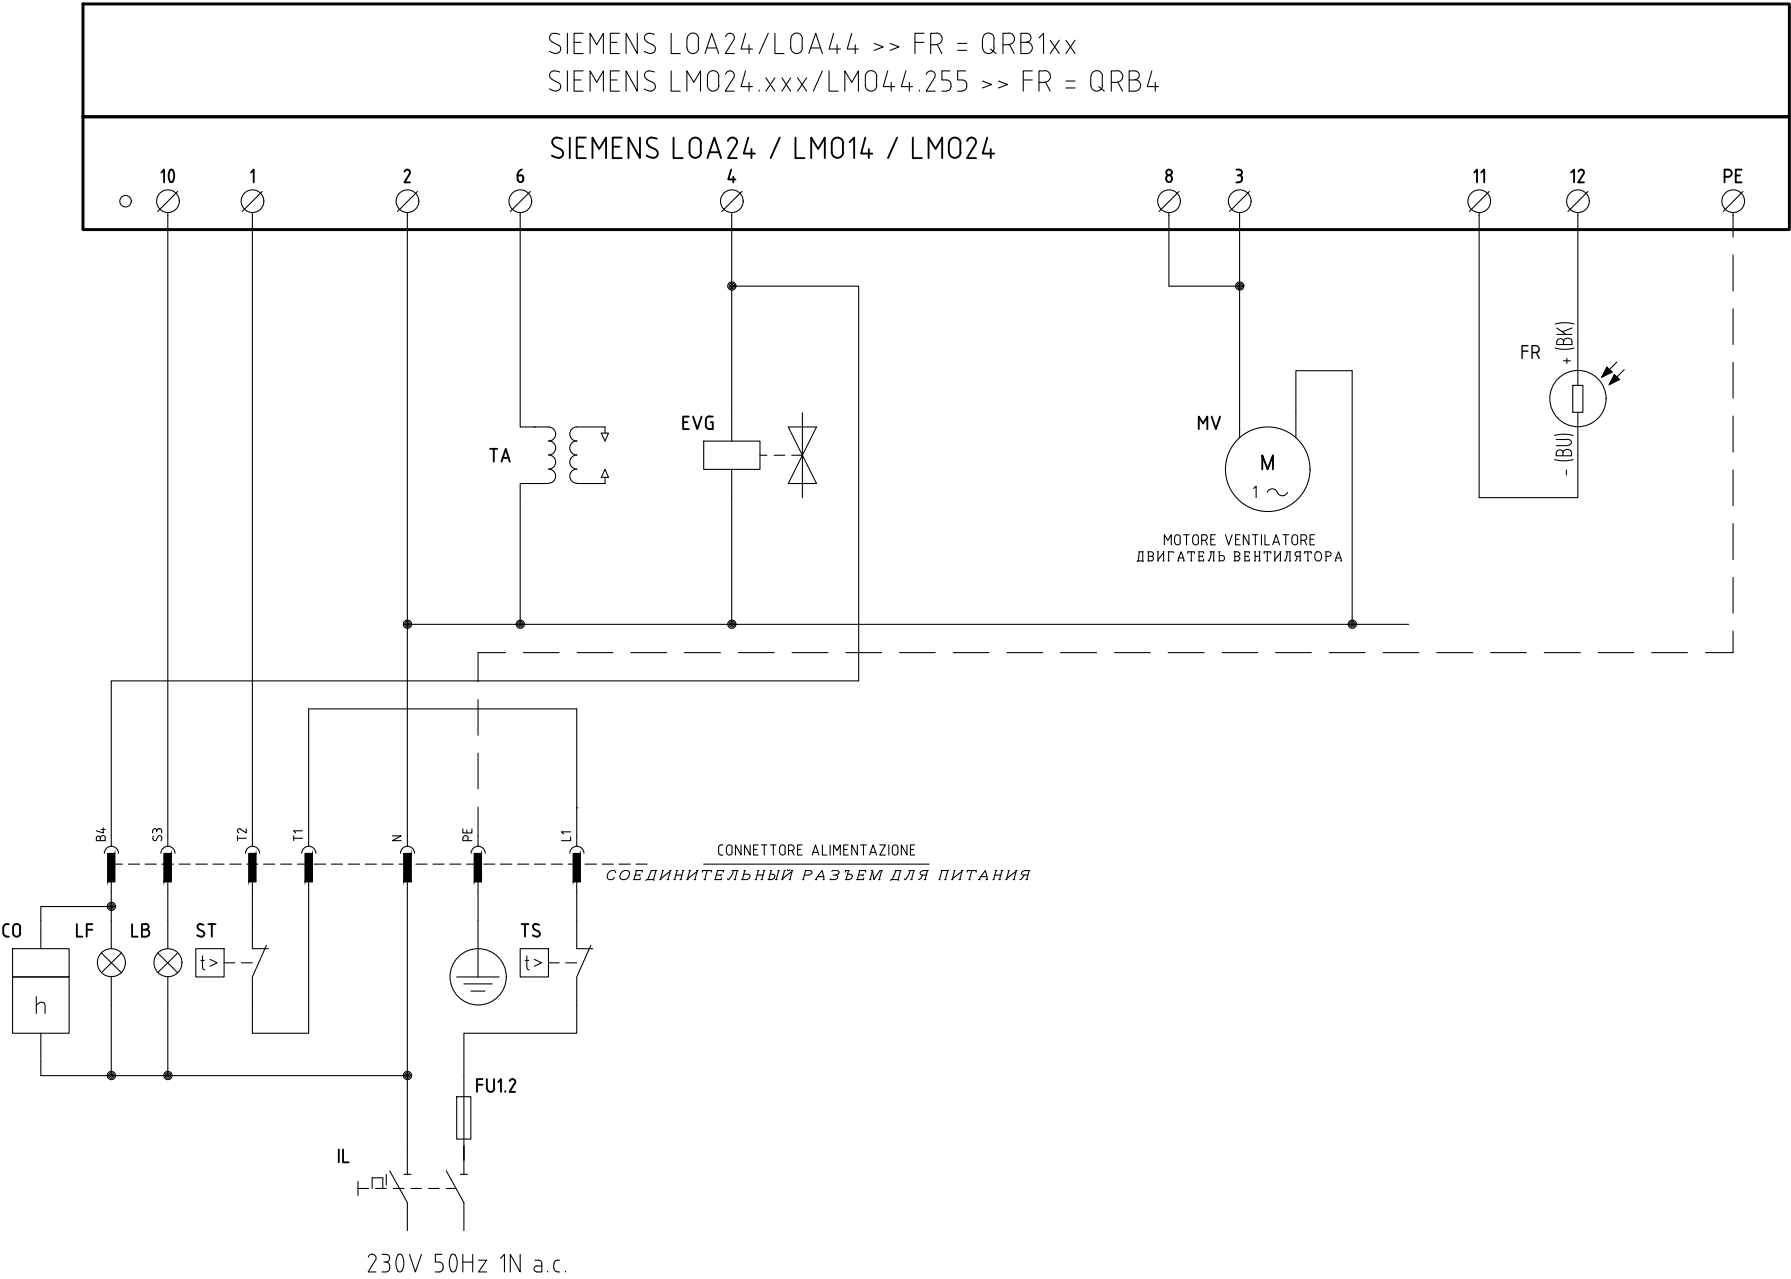 SIEMENS LOA24/LOA44 >> FR = QRB1xx
SIEMENS LMO24.xxx/LMO44.255 >> FR = QRB4
SIEMENS LOA24 / LMO14 / LMO24
10 1 2 6 4 8 3 11 12 PE
FR
+ (BK)
- (BU)
TA
EVG
MV
M
1 ~
MOTORE VENTILATORE
ДВИГАТЕЛЬ ВЕНТИЛЯТОРА
B4 S3 T2 T1 N PE L1
CONNETTORE ALIMENTAZIONE
СОЕДИНИТЕЛЬНЫЙ РАЗЪЕМ ДЛЯ ПИТАНИЯ
CO LF LB ST TS
t> t>
h
FU1.2
IL
230V 50Hz 1N a.c.